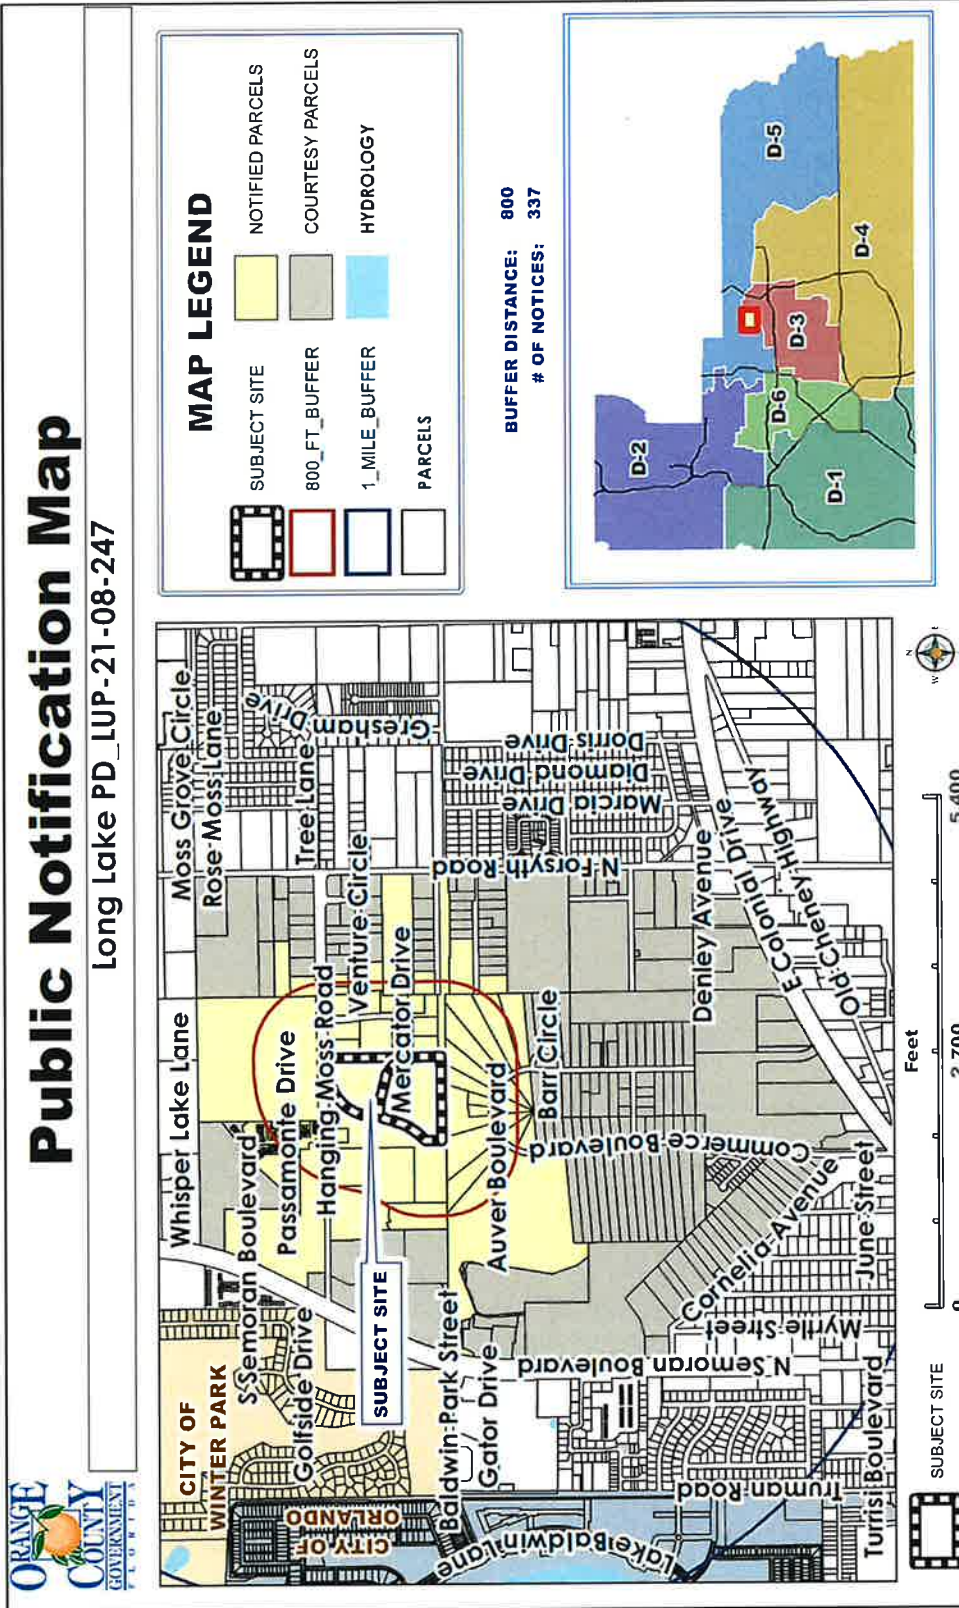 ORANGE
COUNTY
GOVERNMENT
FLORIDA
Public Notification Map
Long Lake PD_LUP-21-08-247
CITY OF
WINTER PARK
CITY OF
ORLANDO
Whisper Lake Lane
Moss Grove Circle
Rose Moss Lane
S Semoran Boulevard
Passamonte Drive
Tree Lane
Gresham Drive
Golfside Drive
Hanging Moss Road
Venture Circle
SUBJECT SITE
Mercator Drive
Baldwin Park Street
Gator Drive
Auver Boulevard
N Forsyth Road
Marcia Drive
Diamond Drive
Dorris Drive
Barr Circle
Lake Baldwin Lane
Truman Road
N Semoran Boulevard
Commerce Boulevard
Denley Avenue
E Colonial Drive
Old Cheney Highway
Cornelia Avenue
Myrtle Street
June Street
Turrisi Boulevard
MAP LEGEND
SUBJECT SITE
NOTIFIED PARCELS
800_FT_BUFFER
COURTESY PARCELS
1_MILE_BUFFER
HYDROLOGY
PARCELS
BUFFER DISTANCE: 800
# OF NOTICES: 337
D-2
D-5
D-6
D-3
D-1
D-4
SUBJECT SITE
Feet
0 2,700 5,400
N
W E